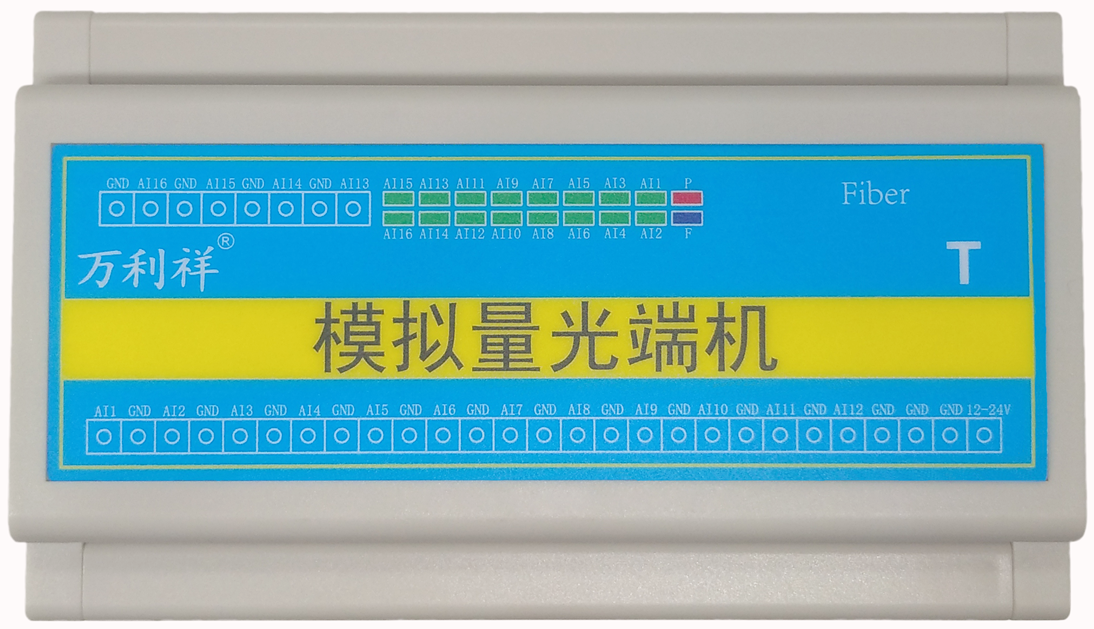 GND AI16 GND AI15 GND AI14 GND AI13
AI15 AI13 AI11 AI9 AI7 AI5 AI3 AI1 P
AI16 AI14 AI12 AI10 AI8 AI6 AI4 AI2 F
Fiber
万利祥®
T
模拟量光端机
AI1 GND AI2 GND AI3 GND AI4 GND AI5 GND AI6 GND AI7 GND AI8 GND AI9 GND AI10 GND AI11 GND AI12 GND GND GND 12-24V